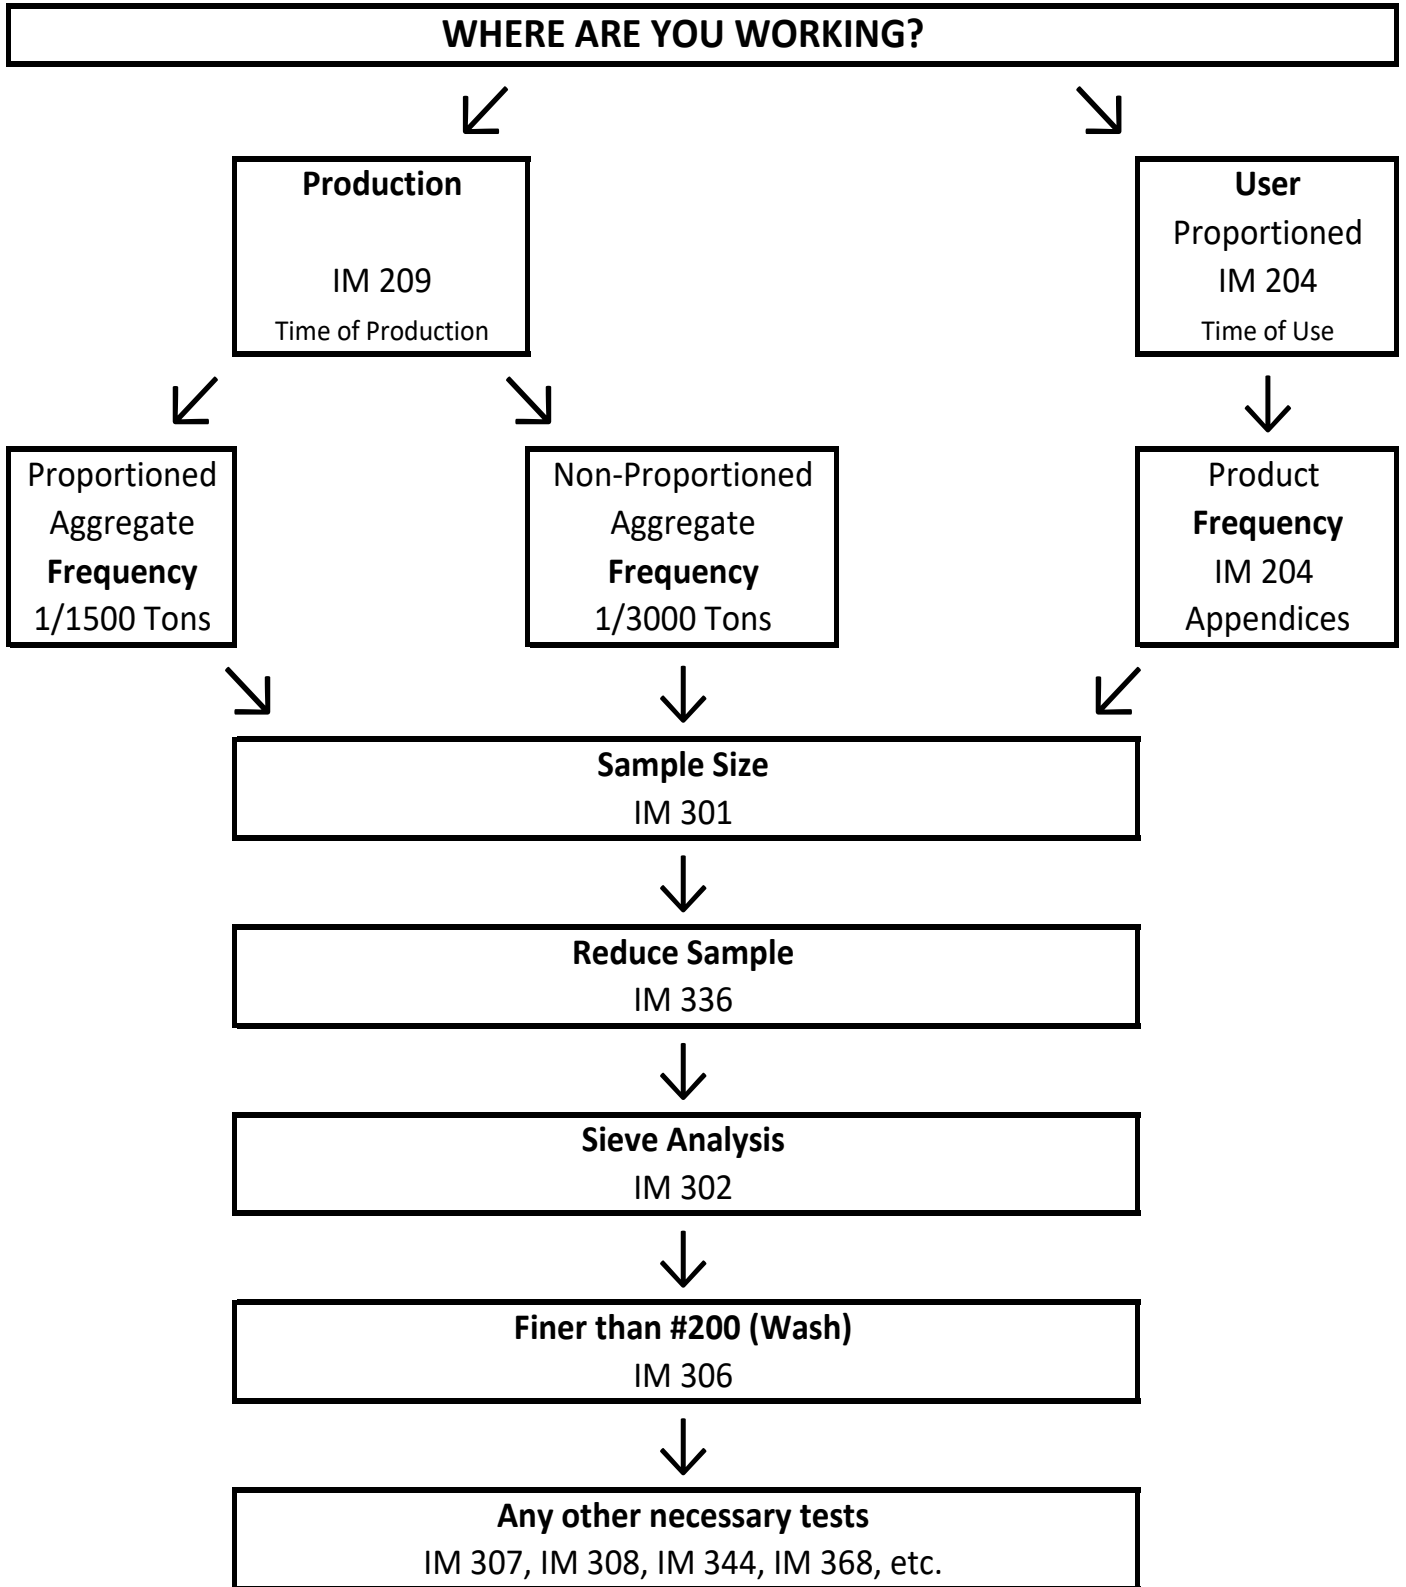 WHERE ARE YOU WORKING?
Production
IM 209
Time of Production
User
Proportioned
IM 204
Time of Use
Proportioned
Aggregate
Frequency
1/1500 Tons
Non-Proportioned
Aggregate
Frequency
1/3000 Tons
Product
Frequency
IM 204
Appendices
Sample Size
IM 301
Reduce Sample
IM 336
Sieve Analysis
IM 302
Finer than #200 (Wash)
IM 306
Any other necessary tests
IM 307, IM 308, IM 344, IM 368, etc.